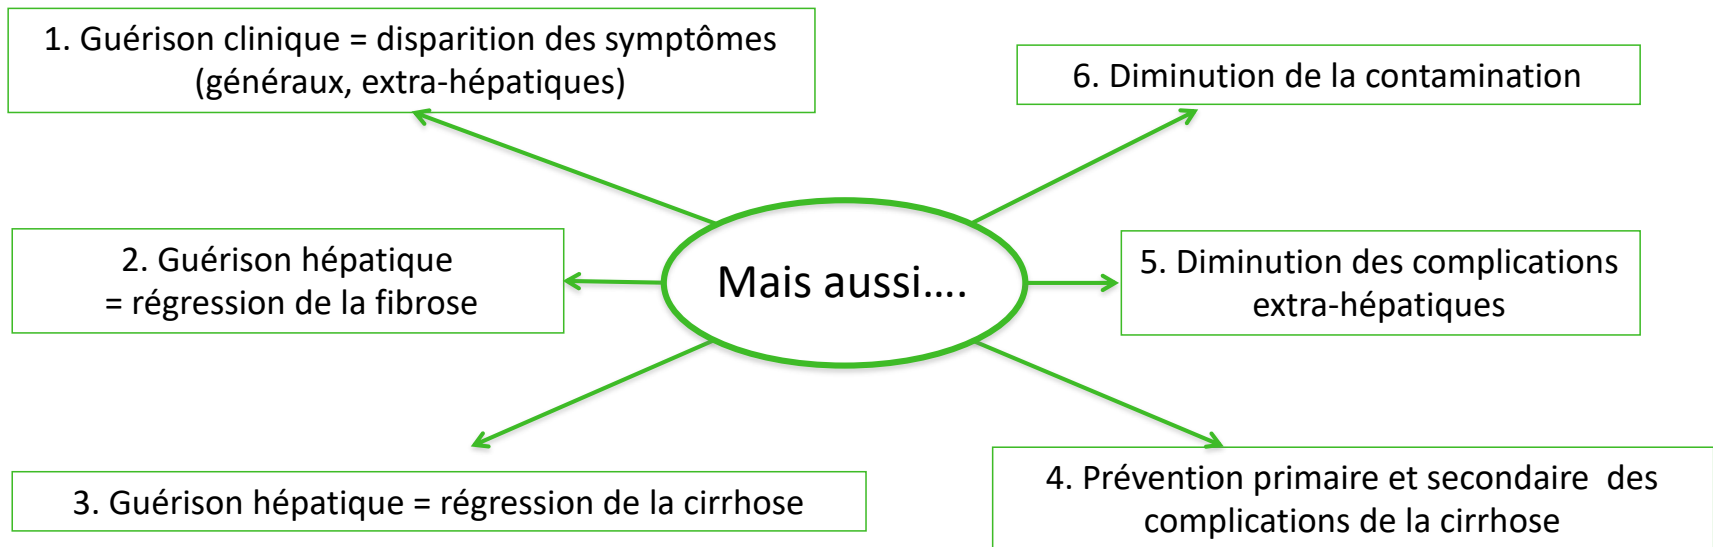 1. Guérison clinique = disparition des symptômes
(généraux, extra-hépatiques)
6. Diminution de la contamination
2. Guérison hépatique
= régression de la fibrose
Mais aussi....
5. Diminution des complications
extra-hépatiques
3. Guérison hépatique = régression de la cirrhose
4. Prévention primaire et secondaire  des
complications de la cirrhose